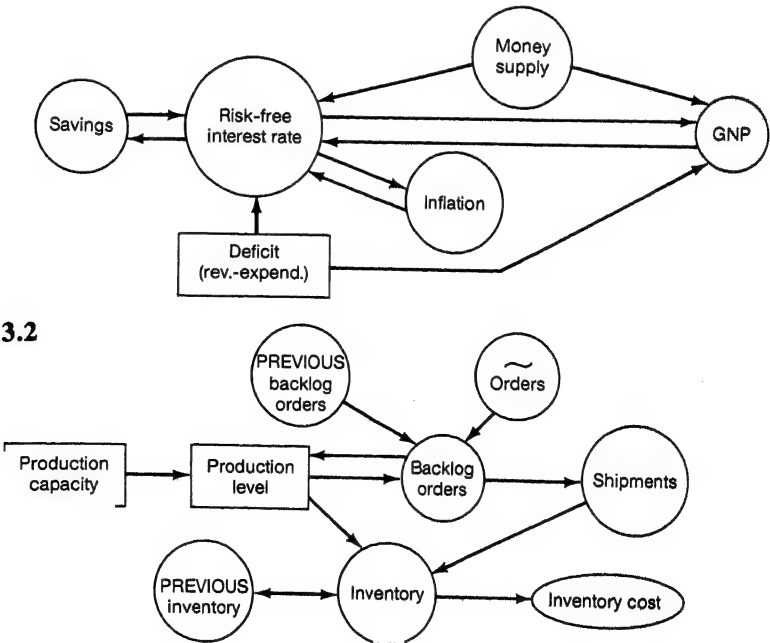 Money
supply
Savings
Risk-free
interest rate
GNP
Inflation
Deficit
(rev.-expend.)
3.2
PREVIOUS
backlog
orders
~
Orders
Production
capacity
Production
level
Backlog
orders
Shipments
PREVIOUS
inventory
Inventory
Inventory cost